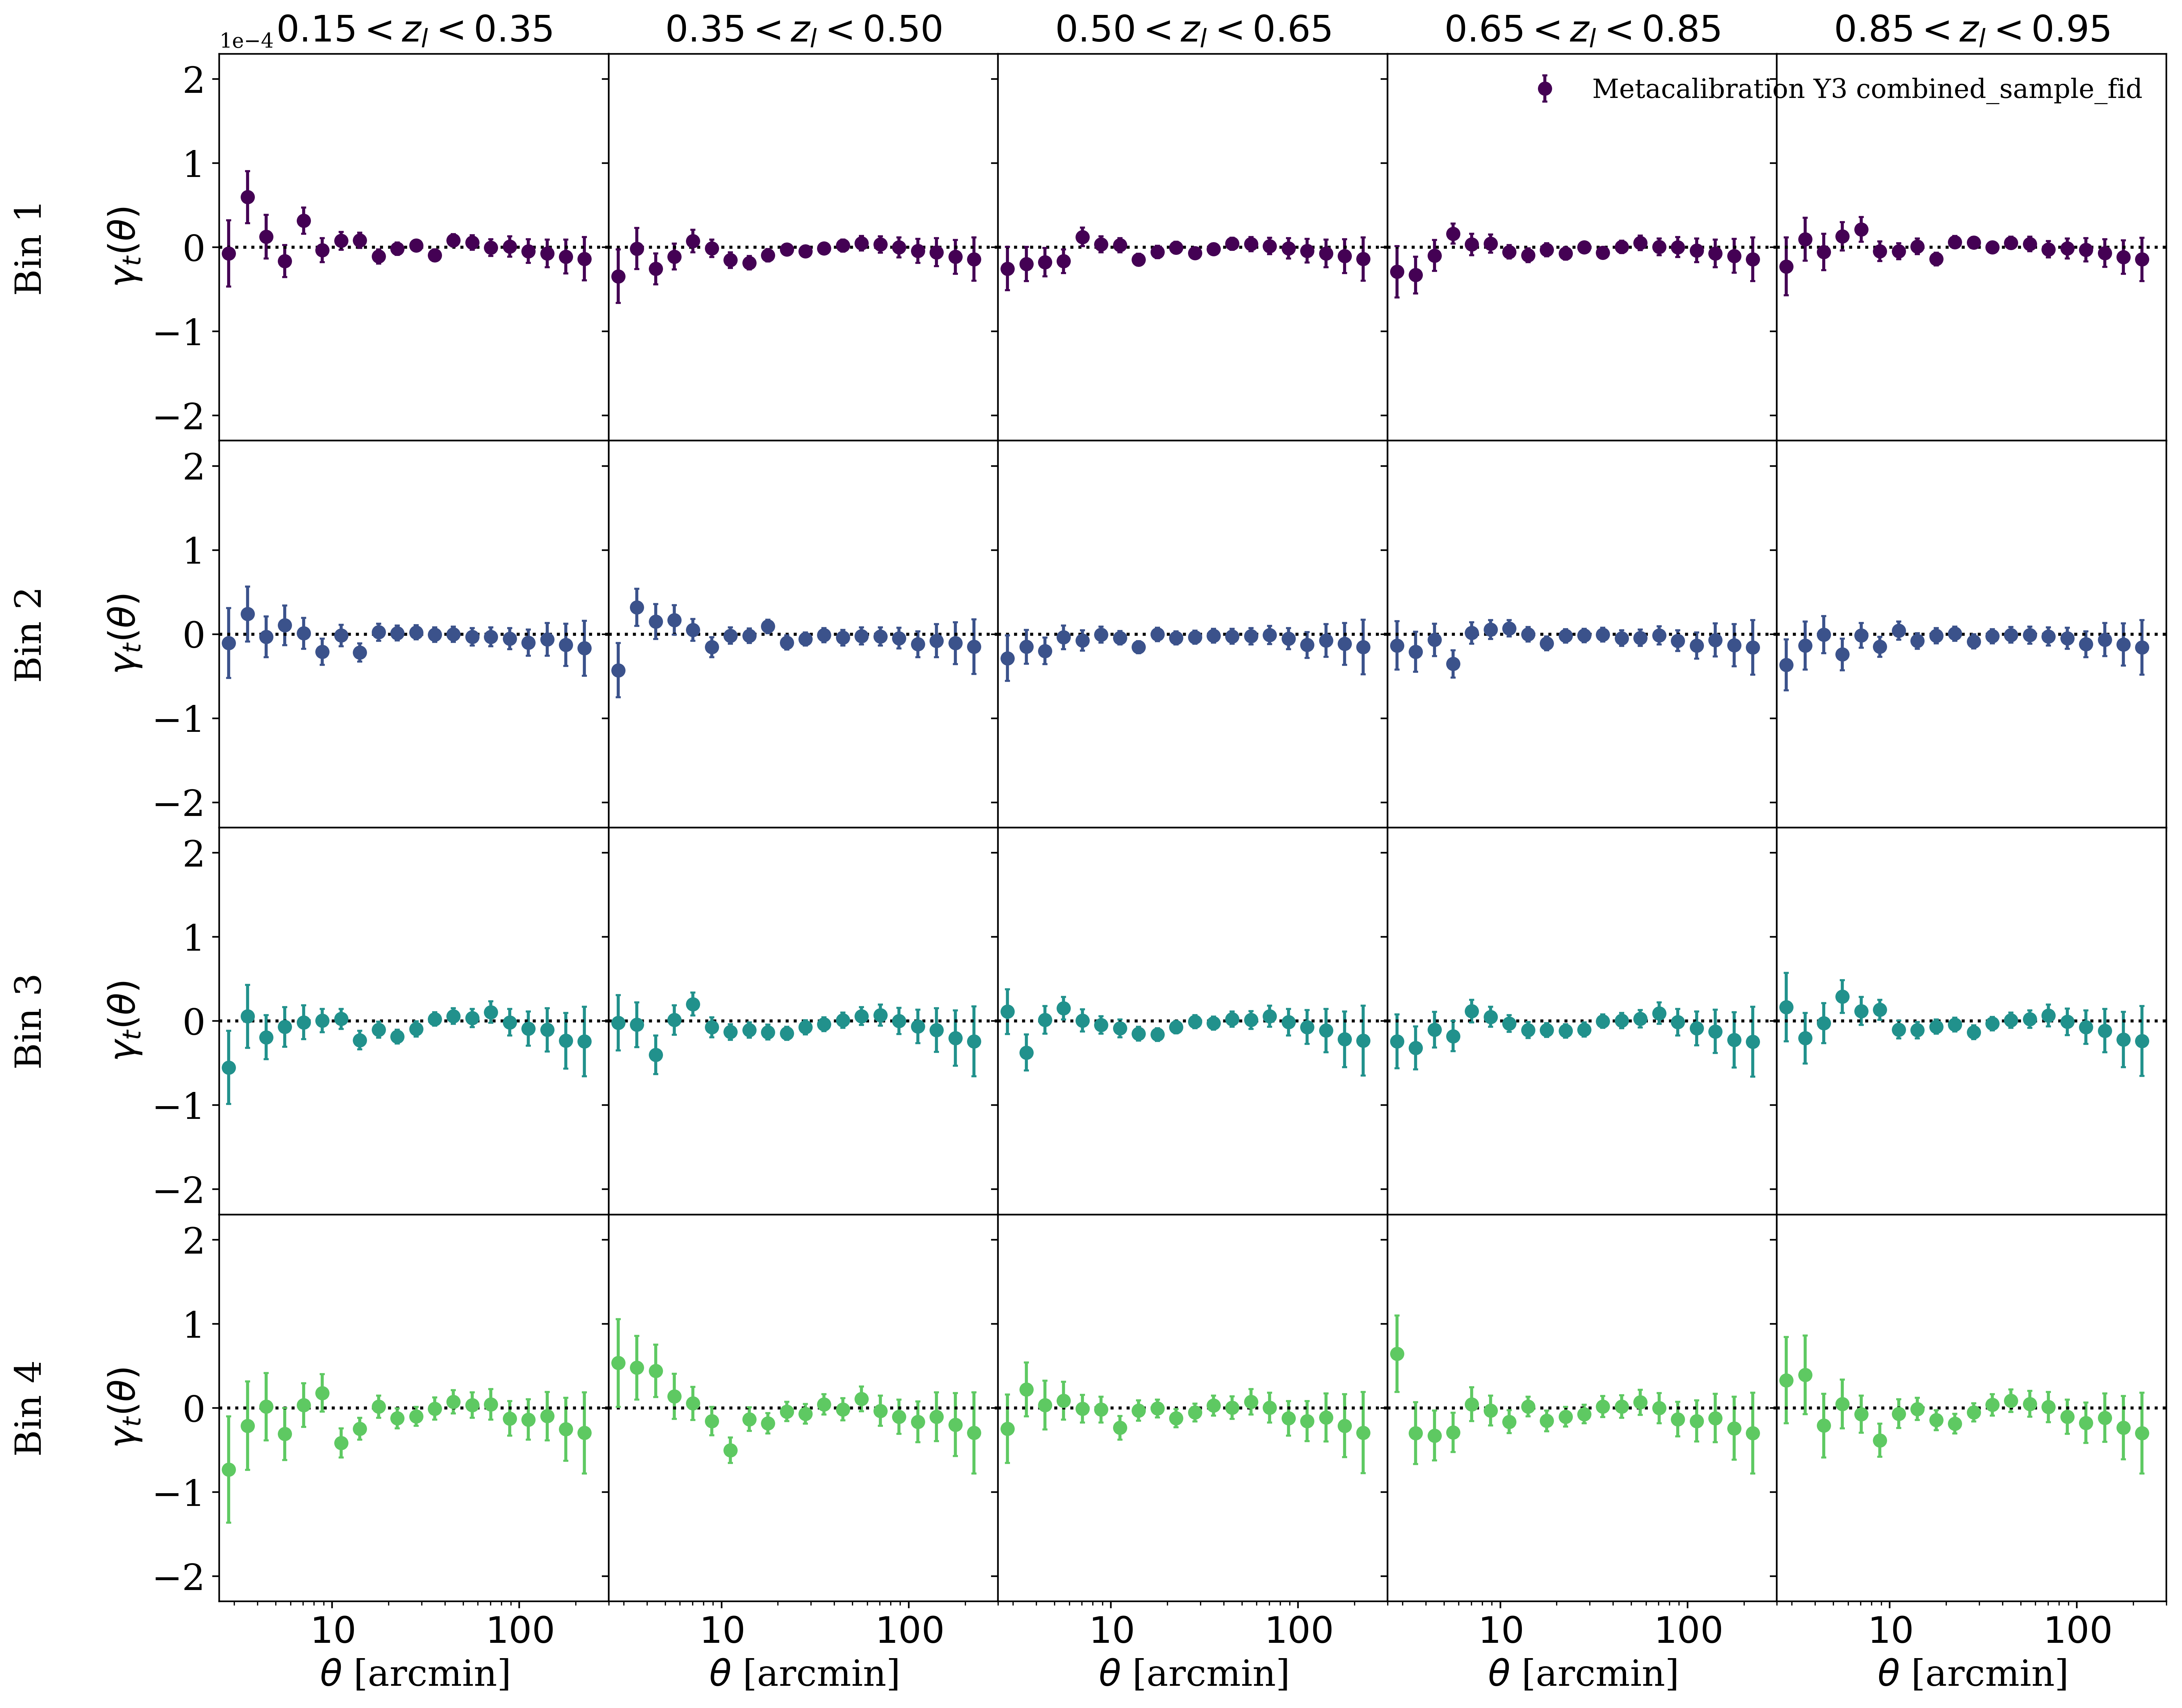 1e−4
0.15 < z_l < 0.35 0.35 < z_l < 0.50 0.50 < z_l < 0.65 0.65 < z_l < 0.85 0.85 < z_l < 0.95
Metacalibration Y3 combined_sample_fid
Bin 1
γ_t(θ)
2
1
0
−1
−2
Bin 2
γ_t(θ)
2
1
0
−1
−2
Bin 3
γ_t(θ)
2
1
0
−1
−2
Bin 4
γ_t(θ)
2
1
0
−1
−2
10 100 10 100 10 100 10 100 10 100
θ [arcmin] θ [arcmin] θ [arcmin] θ [arcmin] θ [arcmin]